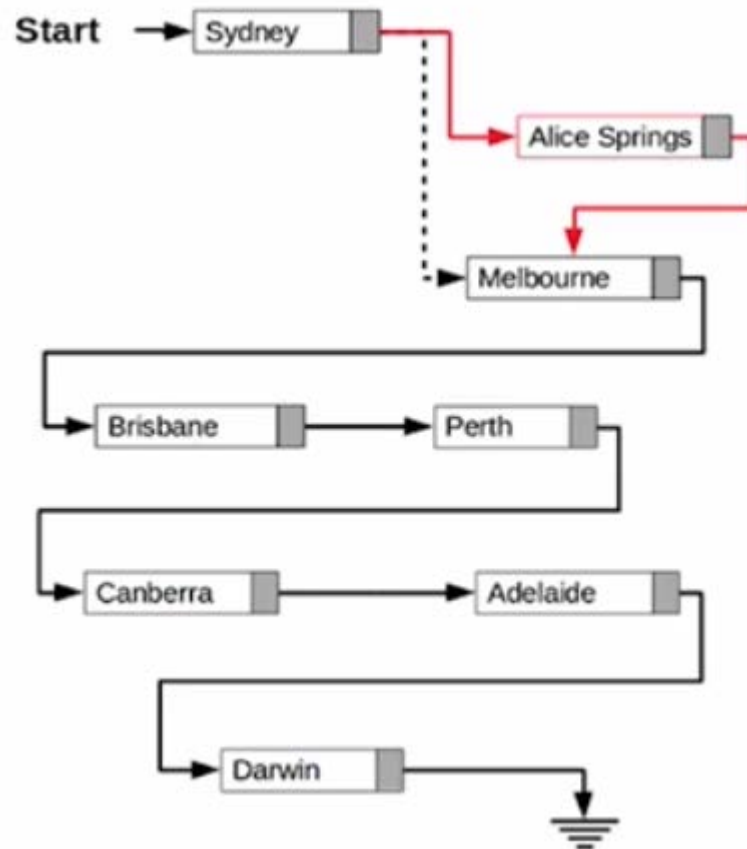 Start
Sydney
Alice Springs
Melbourne
Brisbane
Perth
Canberra
Adelaide
Darwin